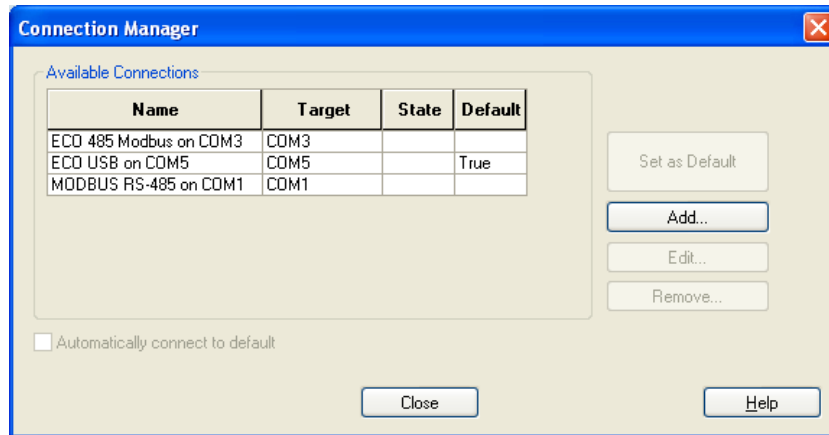 Connection Manager
Available Connections
Name Target State Default
ECO 485 Modbus on COM3 COM3
ECO USB on COM5 COM5 True
MODBUS RS-485 on COM1 COM1
Set as Default
Add...
Edit...
Remove...
Automatically connect to default
Close Help